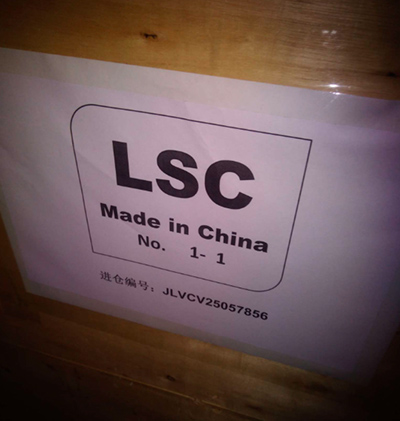 LSC
Made in China
No. 1- 1
进仓编号：JLVCV25057856